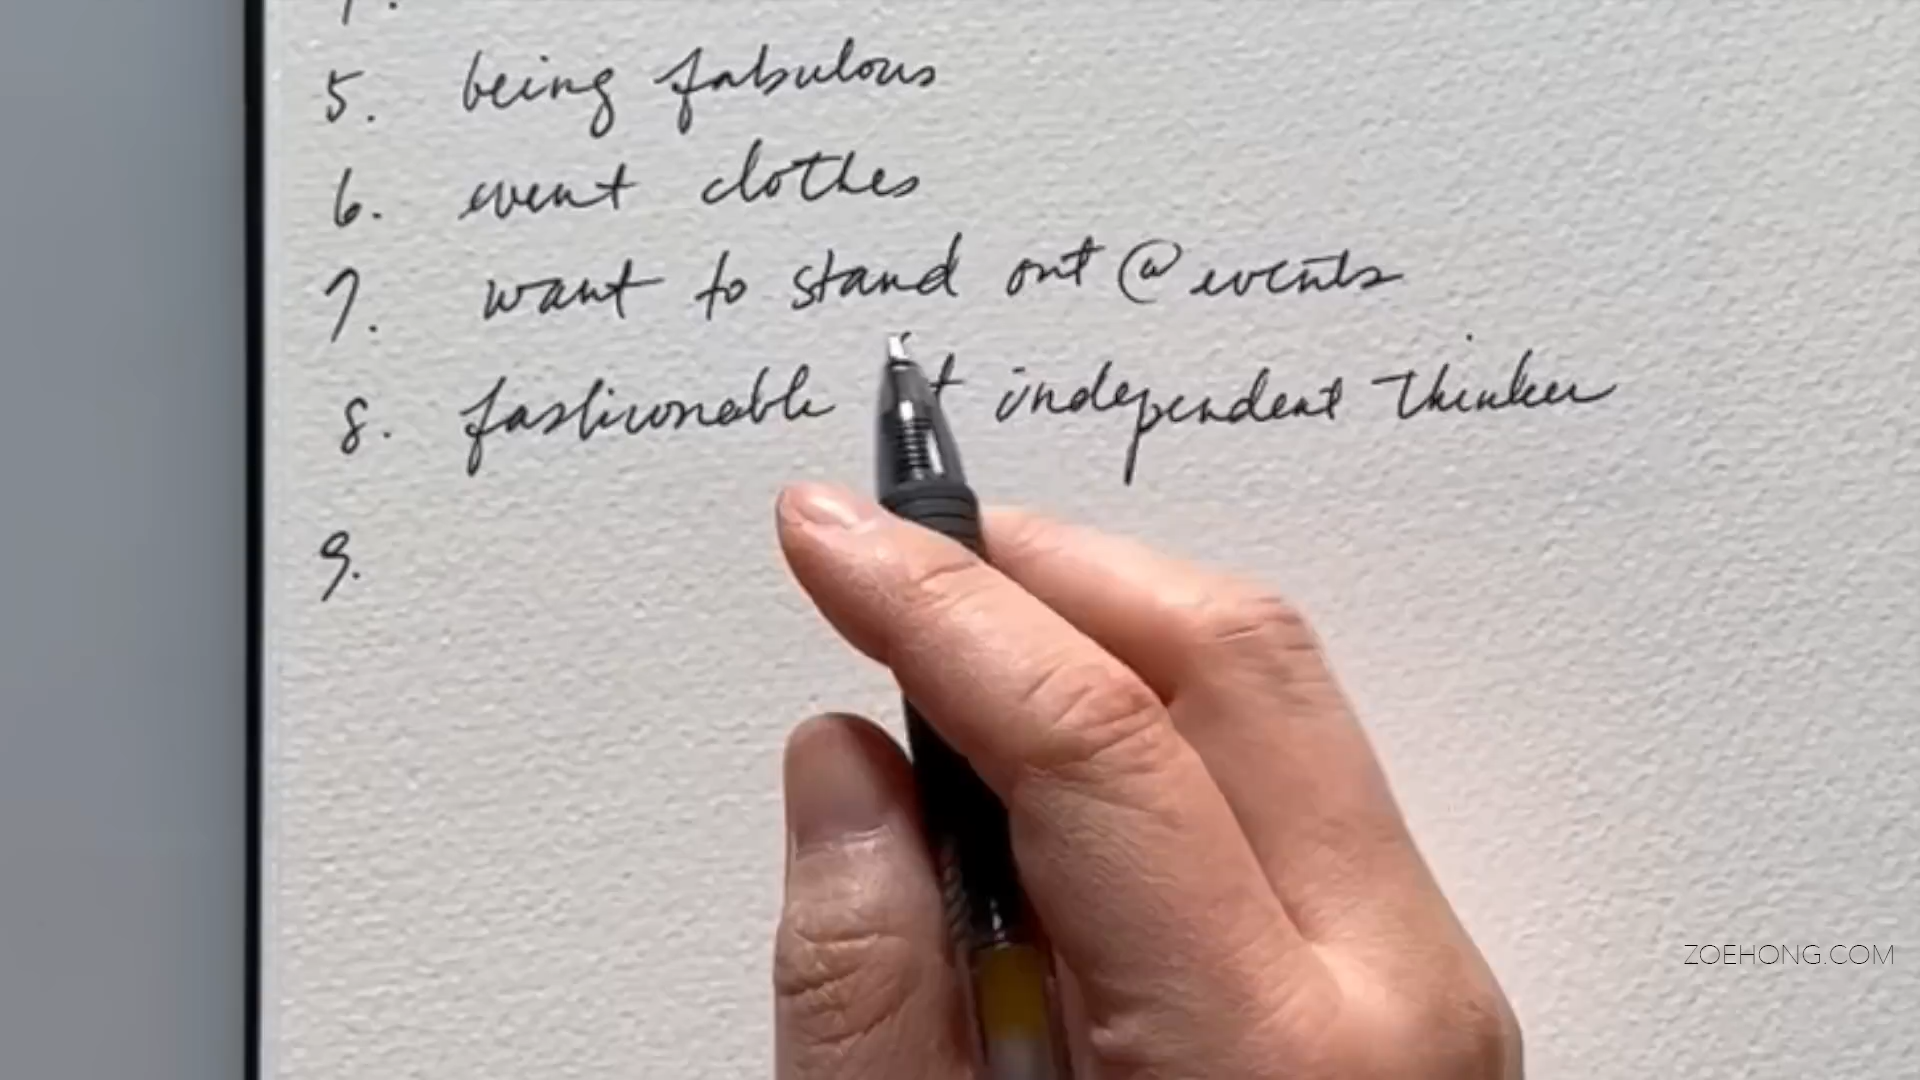 5. being fabulous
6. event clothes
7. want to stand out @ events
8. fashionable independent thinker
9.
ZOEHONG.COM